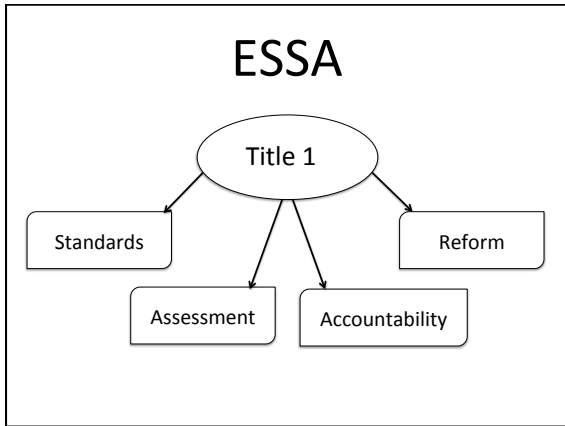 ESSA
Title 1
Standards
Reform
Assessment
Accountability